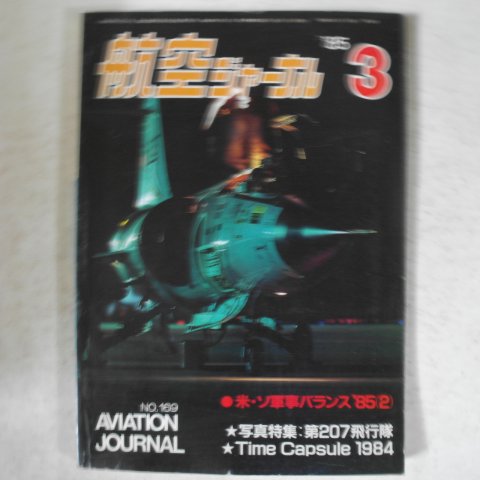 '85
航空ジャーナル 3
●米・ソ軍事バランス'85(2)
NO.169
AVIATION
JOURNAL
★写真特集:第207飛行隊
★Time Capsule 1984